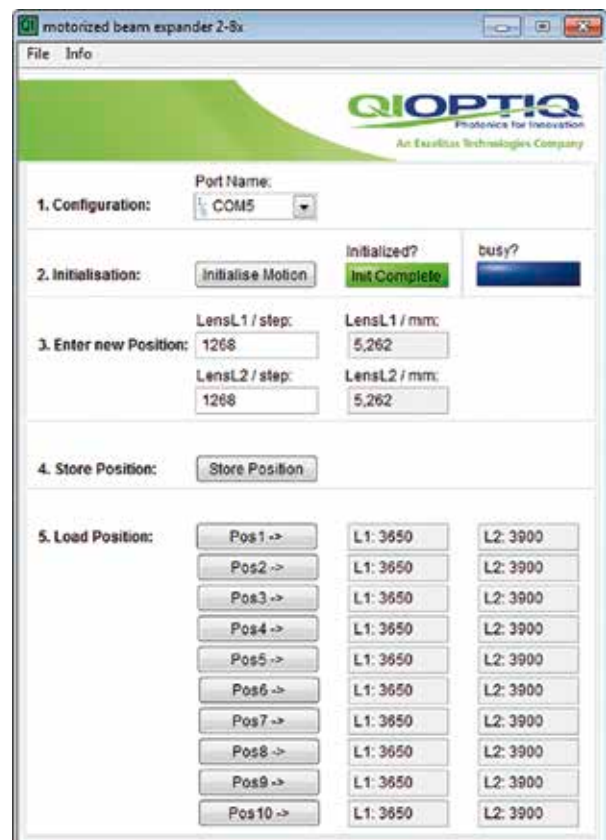 motorized beam expander 2-8x
File Info
QIOPTIQ
Photonics for Innovation
An Excelitas Technologies Company
Port Name:
1. Configuration: COM5
Initialized? busy?
2. Initialisation: Initialise Motion Init Complete
LensL1 / step: LensL1 / mm:
3. Enter new Position: 1268 5,262
LensL2 / step: LensL2 / mm:
1268 5,262
4. Store Position: Store Position
5. Load Position: Pos1 -> L1: 3650 L2: 3900
Pos2 -> L1: 3650 L2: 3900
Pos3 -> L1: 3650 L2: 3900
Pos4 -> L1: 3650 L2: 3900
Pos5 -> L1: 3650 L2: 3900
Pos6 -> L1: 3650 L2: 3900
Pos7 -> L1: 3650 L2: 3900
Pos8 -> L1: 3650 L2: 3900
Pos9 -> L1: 3650 L2: 3900
Pos10 -> L1: 3650 L2: 3900